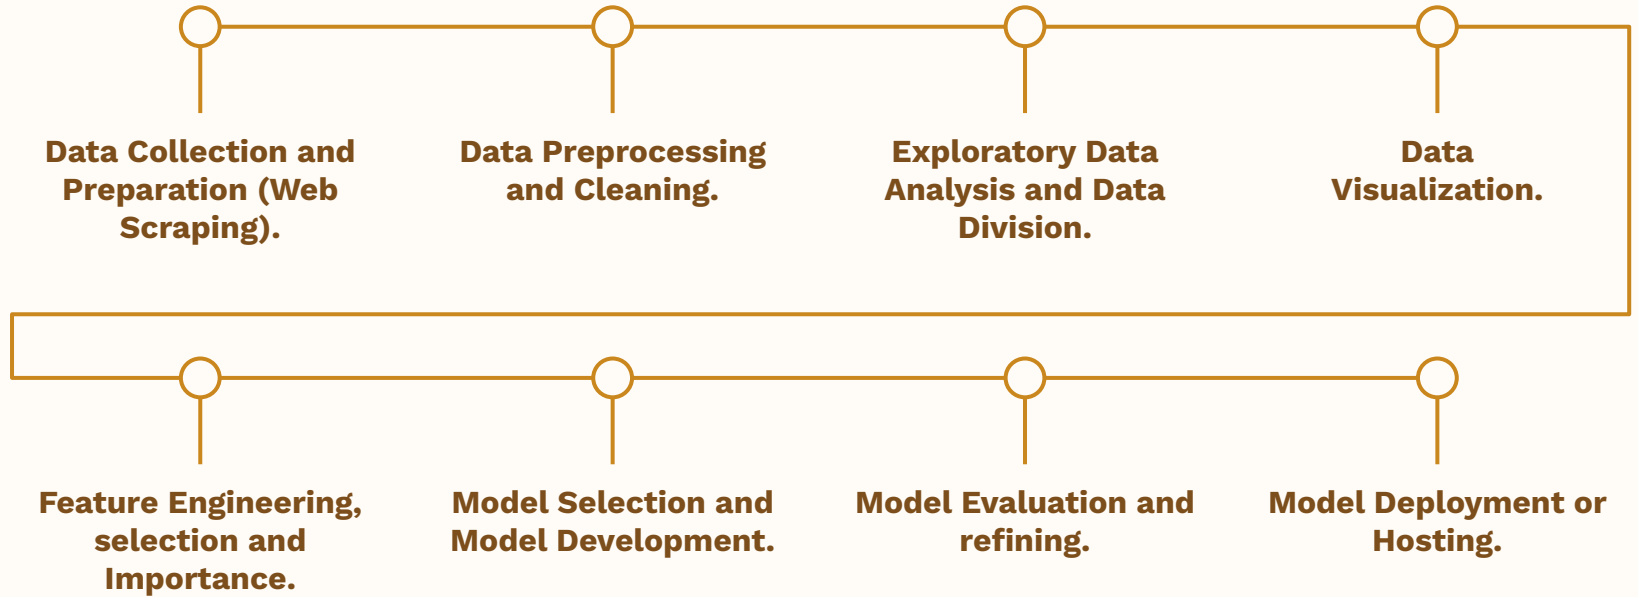 Data Collection and
Preparation (Web
Scraping).
Data Preprocessing
and Cleaning.
Exploratory Data
Analysis and Data
Division.
Data
Visualization.
Feature Engineering,
selection and
Importance.
Model Selection and
Model Development.
Model Evaluation and
refining.
Model Deployment or
Hosting.